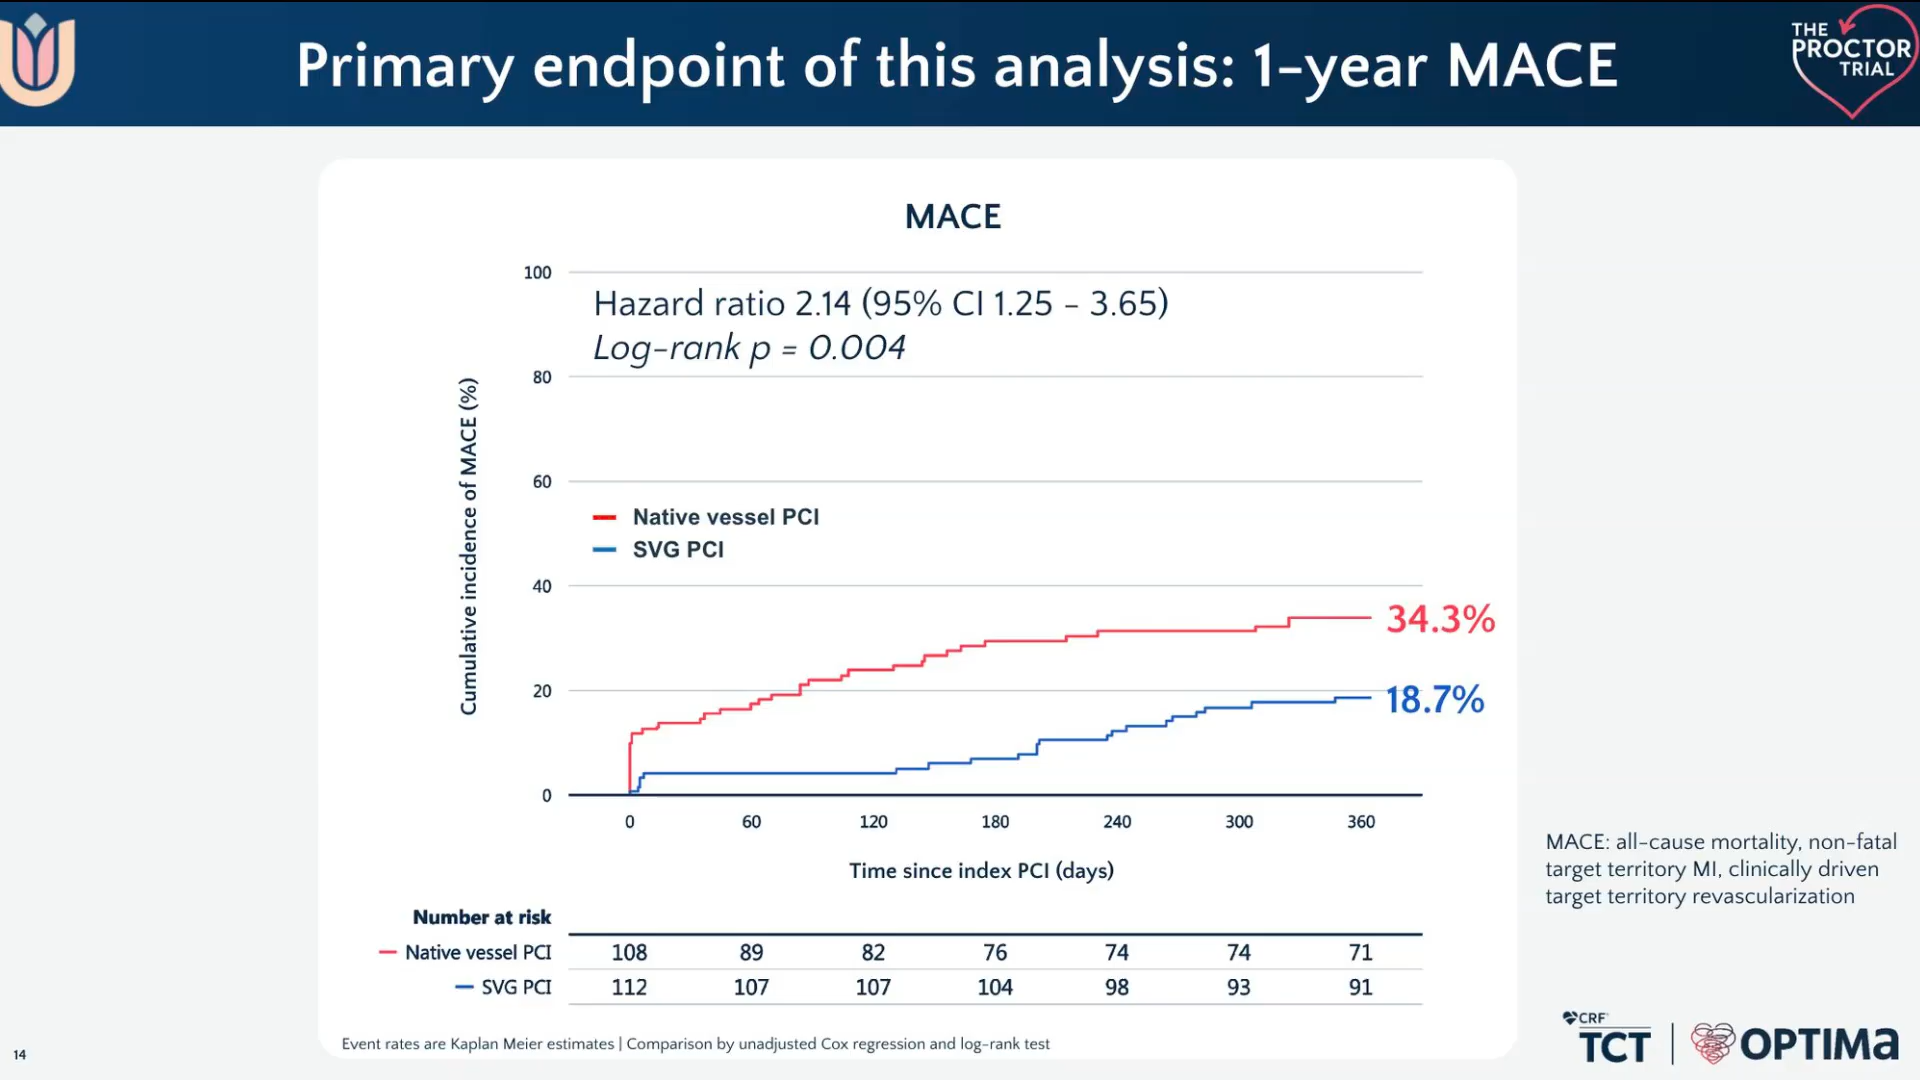 Primary endpoint of this analysis: 1-year MACE
THE
PROCTOR
TRIAL
MACE
Hazard ratio 2.14 (95% CI 1.25 – 3.65)
Log-rank p = 0.004
Cumulative incidence of MACE (%)
100
80
60
40
20
0
Native vessel PCI
SVG PCI
34.3%
18.7%
0 60 120 180 240 300 360
Time since index PCI (days)
Number at risk
Native vessel PCI 108 89 82 76 74 74 71
SVG PCI 112 107 107 104 98 93 91
MACE: all-cause mortality, non-fatal
target territory MI, clinically driven
target territory revascularization
Event rates are Kaplan Meier estimates | Comparison by unadjusted Cox regression and log-rank test
14
CRF
TCT
OPTIMa